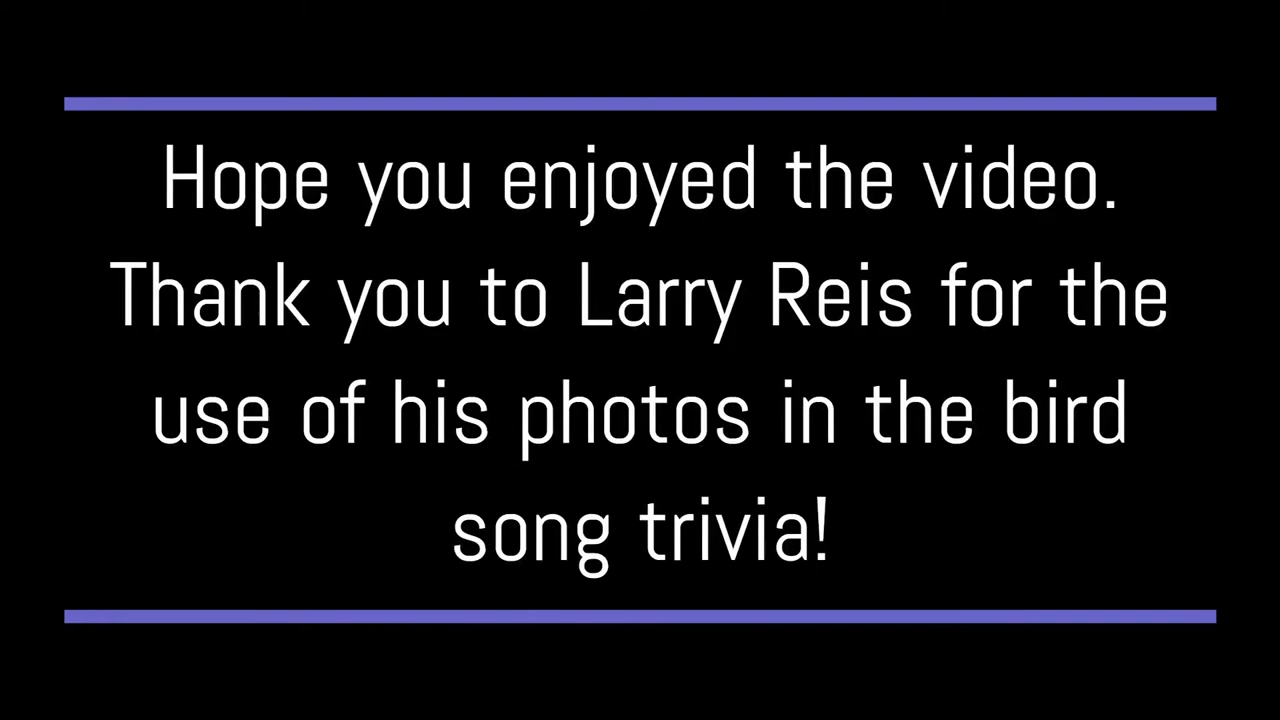 Hope you enjoyed the video.
Thank you to Larry Reis for the
use of his photos in the bird
song trivia!